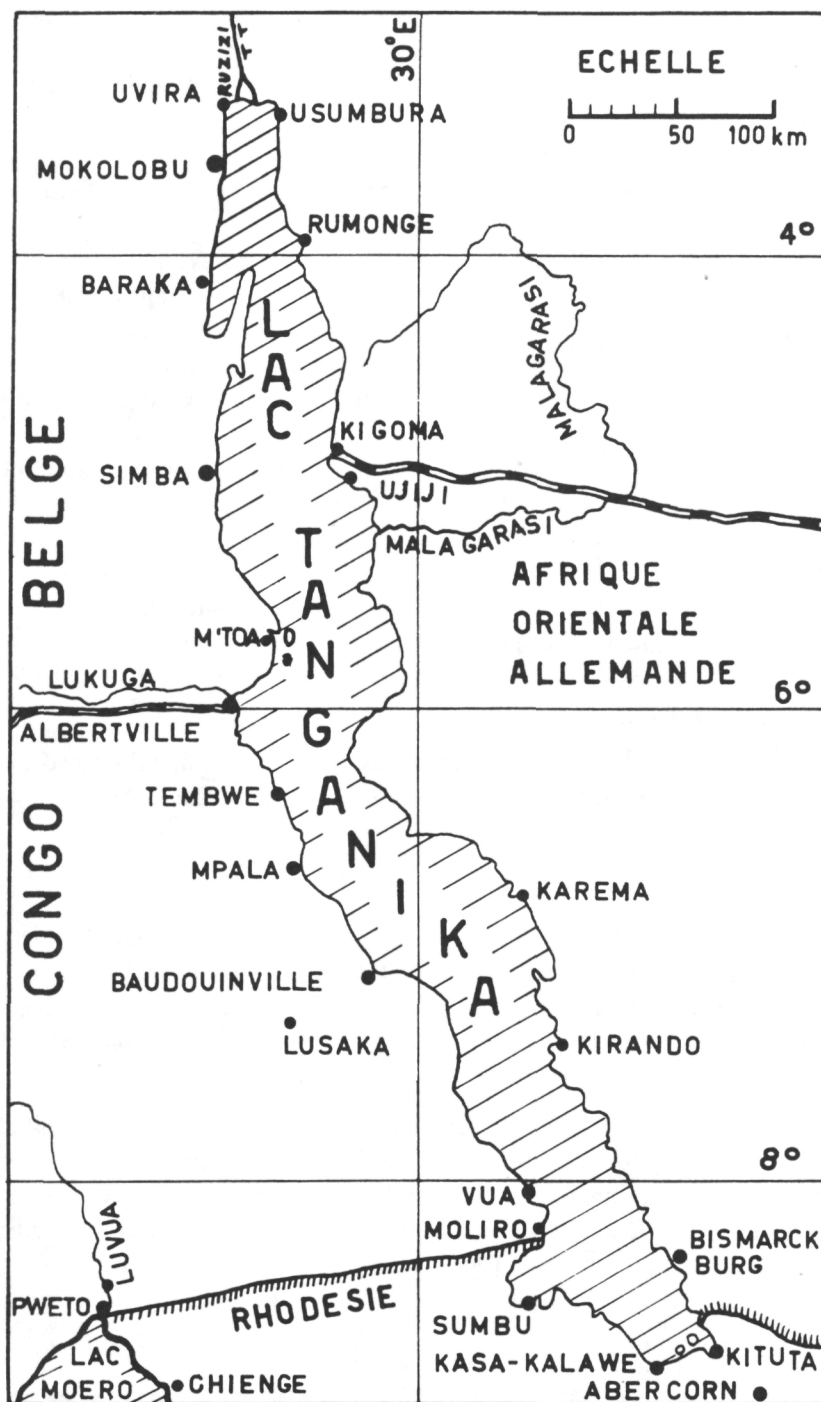 RUZIZI
30°E
ECHELLE
0 50 100 km
UVIRA
USUMBURA
MOKOLOBU
RUMONGE
4°
BARAKA
MALAGARASI
LAC
KIGOMA
SIMBA
UJIJI
MALAGARASI
TANGANIKA
AFRIQUE
ORIENTALE
ALLEMANDE
M'TOA
LUKUGA
6°
ALBERTVILLE
CONGO BELGE
TEMBWE
MPALA
KAREMA
BAUDOUINVILLE
LUSAKA
KIRANDO
8°
VUA
MOLIRO
LUVUA
BISMARCK
BURG
PWETO
RHODESIE
SUMBU
LAC
MOERO
KASA-KALAWE
KITUTA
CHIENGE
ABERCORN